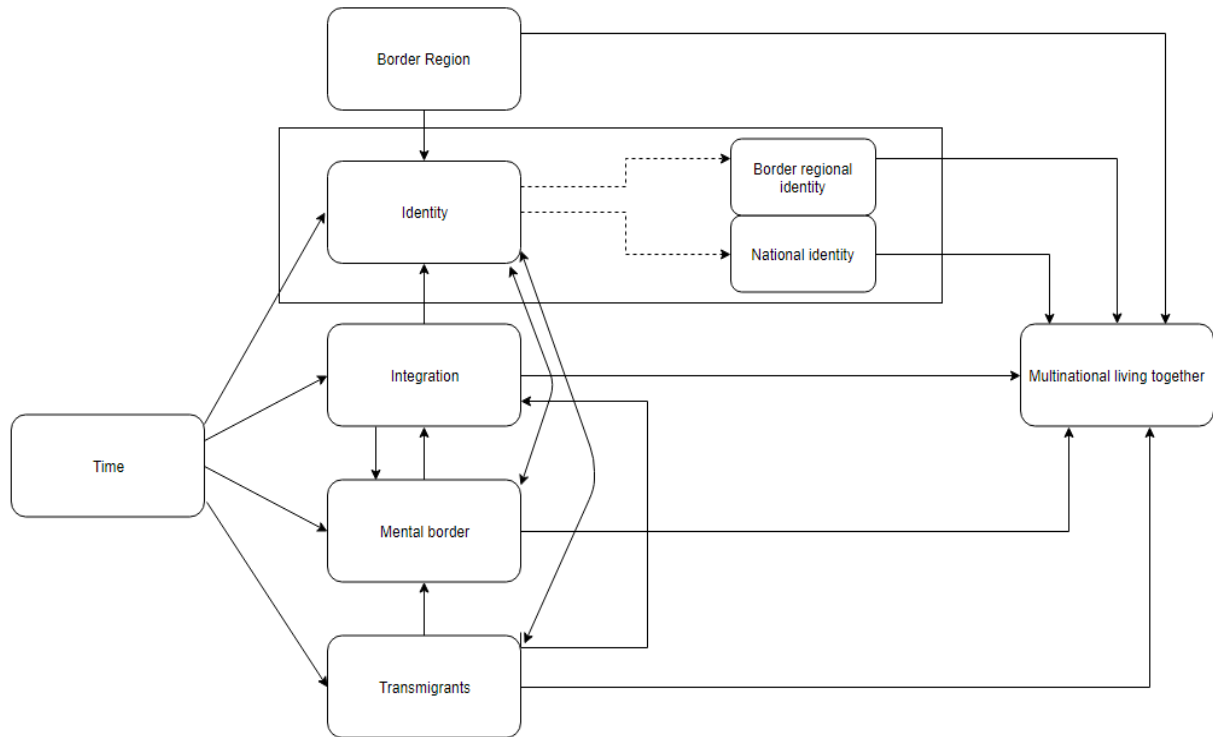 Border Region
Identity
Border regional
identity
National identity
Integration
Multinational living together
Time
Mental border
Transmigrants